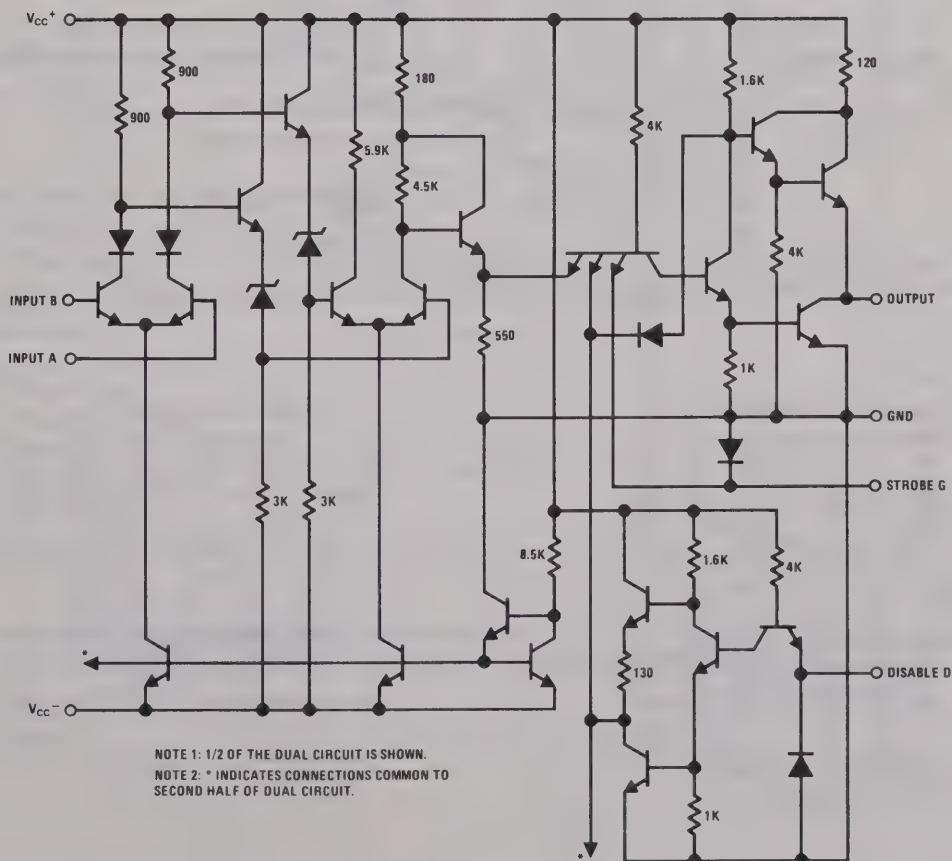 VCC+
900
900
180
1.6K
120
4K
5.9K
4.5K
4K
INPUT B
OUTPUT
550
INPUT A
1K
GND
STROBE G
3K
3K
8.5K
1.6K
4K
*
130
DISABLE D
VCC−
NOTE 1: 1/2 OF THE DUAL CIRCUIT IS SHOWN.
NOTE 2: * INDICATES CONNECTIONS COMMON TO
SECOND HALF OF DUAL CIRCUIT.
1K
*